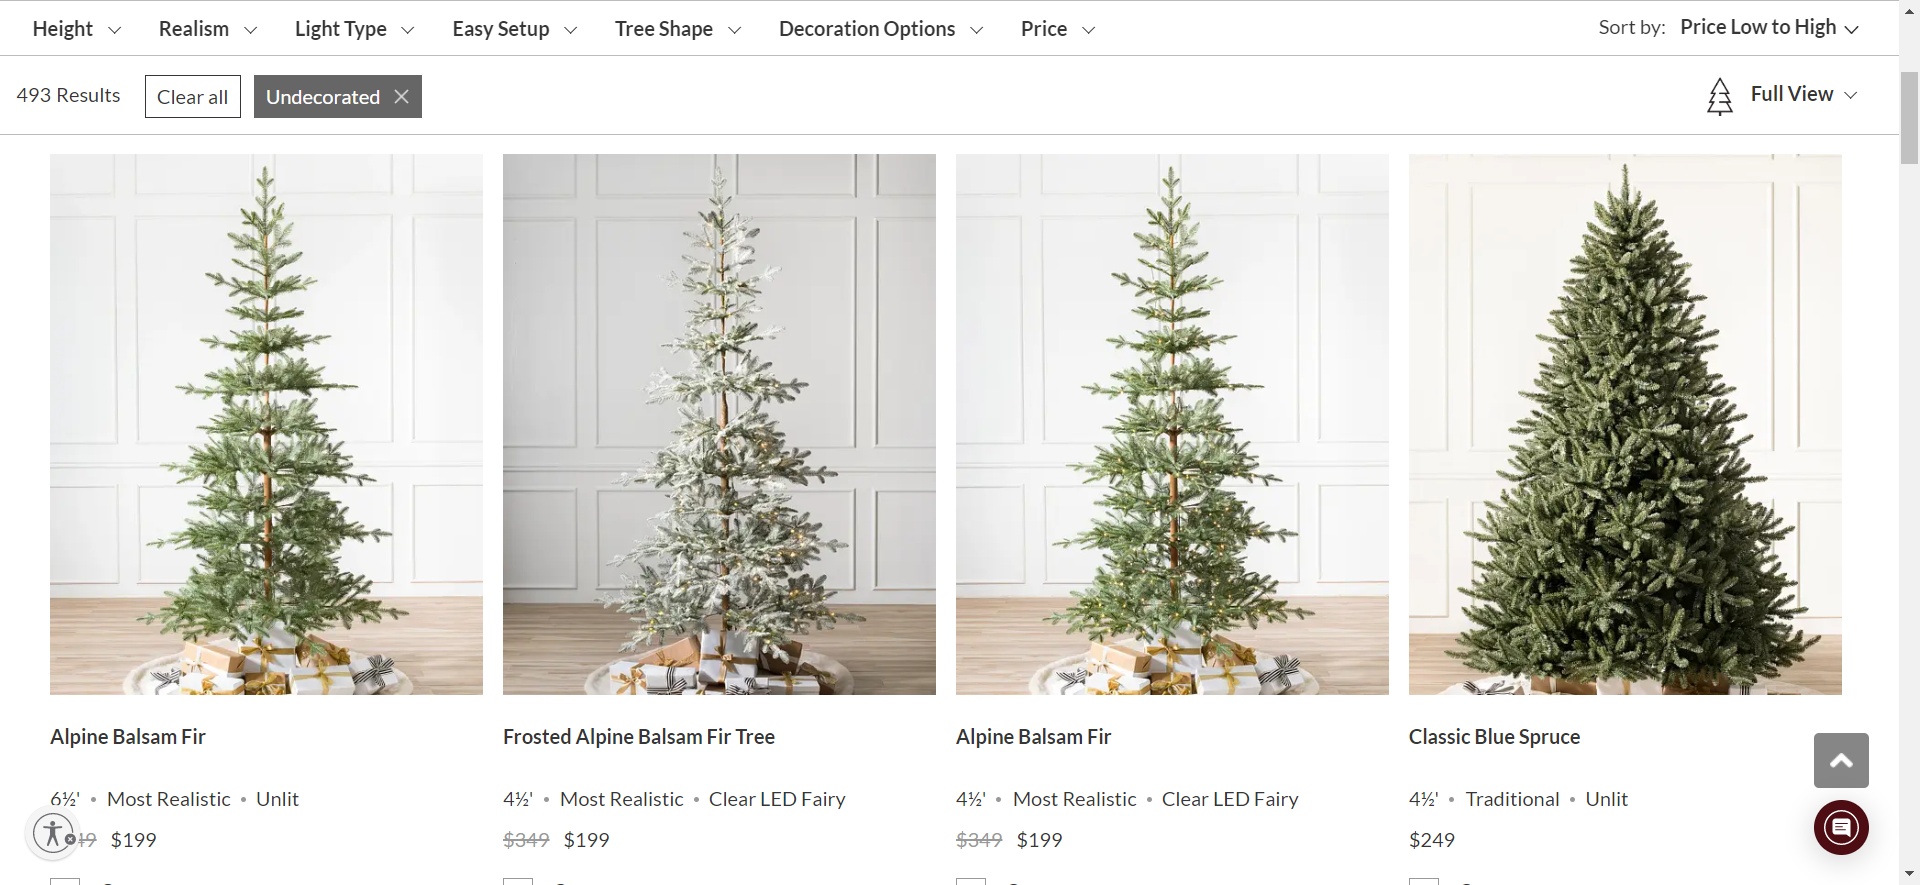 Height Realism Light Type Easy Setup Tree Shape Decoration Options Price Sort by: Price Low to High
493 Results Clear all Undecorated Full View
Alpine Balsam Fir
6½' • Most Realistic • Unlit
$199
Frosted Alpine Balsam Fir Tree
4½' • Most Realistic • Clear LED Fairy
$349 $199
Alpine Balsam Fir
4½' • Most Realistic • Clear LED Fairy
$349 $199
Classic Blue Spruce
4½' • Traditional • Unlit
$249